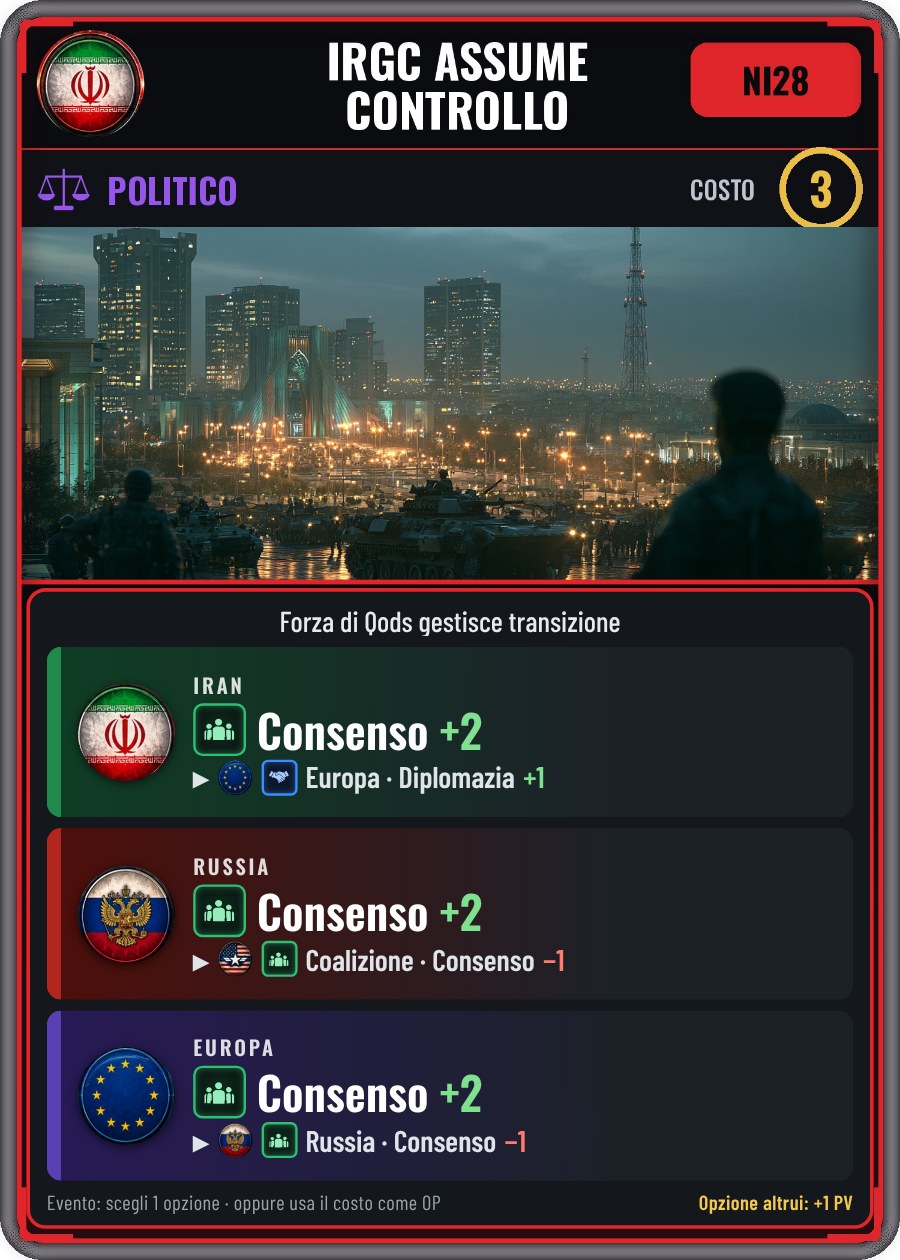 IRGC ASSUME
CONTROLLO
NI28
POLITICO
COSTO
3
Forza di Qods gestisce transizione
IRAN
Consenso +2
▶ Europa · Diplomazia +1
RUSSIA
Consenso +2
▶ Coalizione · Consenso −1
EUROPA
Consenso +2
▶ Russia · Consenso −1
Evento: scegli 1 opzione · oppure usa il costo come OP
Opzione altrui: +1 PV